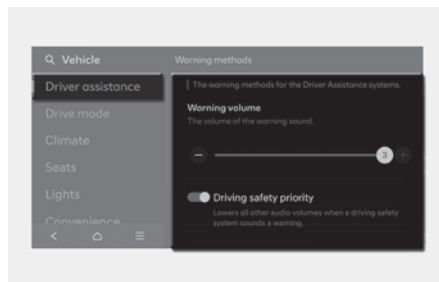 Vehicle
Warning methods
Driver assistance
The warning methods for the Driver Assistance systems.
Drive mode
Warning volume
The volume of the warning sound.
Climate
3
Seats
Driving safety priority
Lights
Lowers all other audio volumes when a driving safety
system sounds a warning.
Convenience